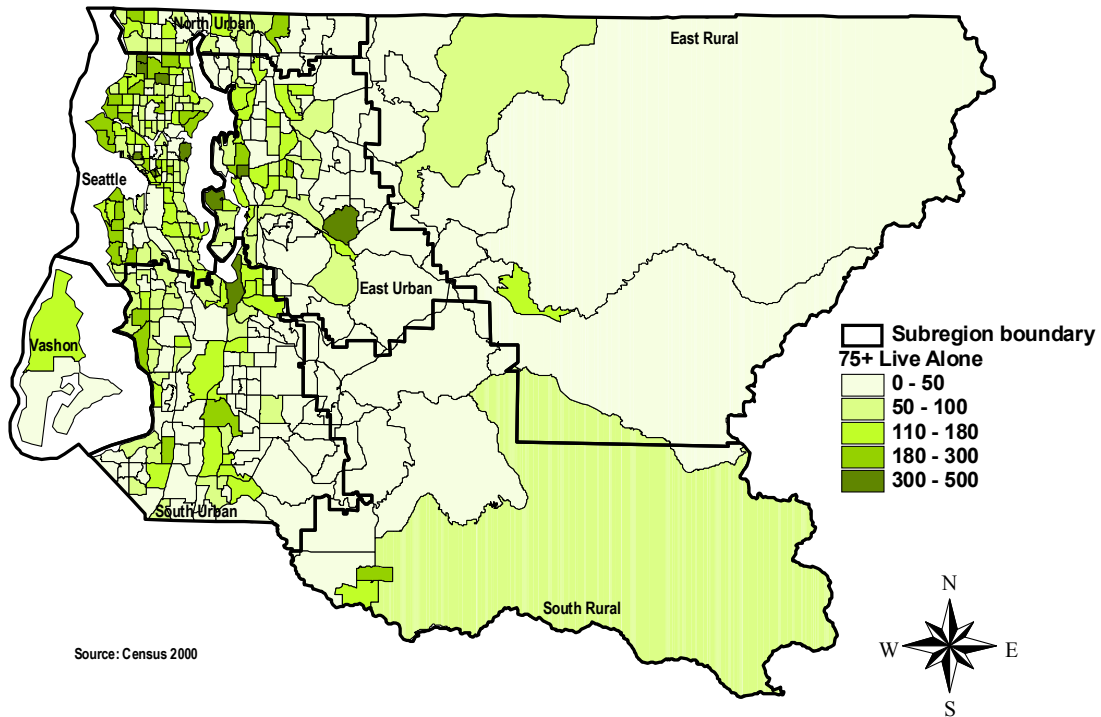 North Urban
East Rural
Seattle
East Urban
Vashon
South Urban
South Rural
Subregion boundary
75+ Live Alone
0 - 50
50 - 100
110 - 180
180 - 300
300 - 500
Source: Census 2000
N
W
E
S